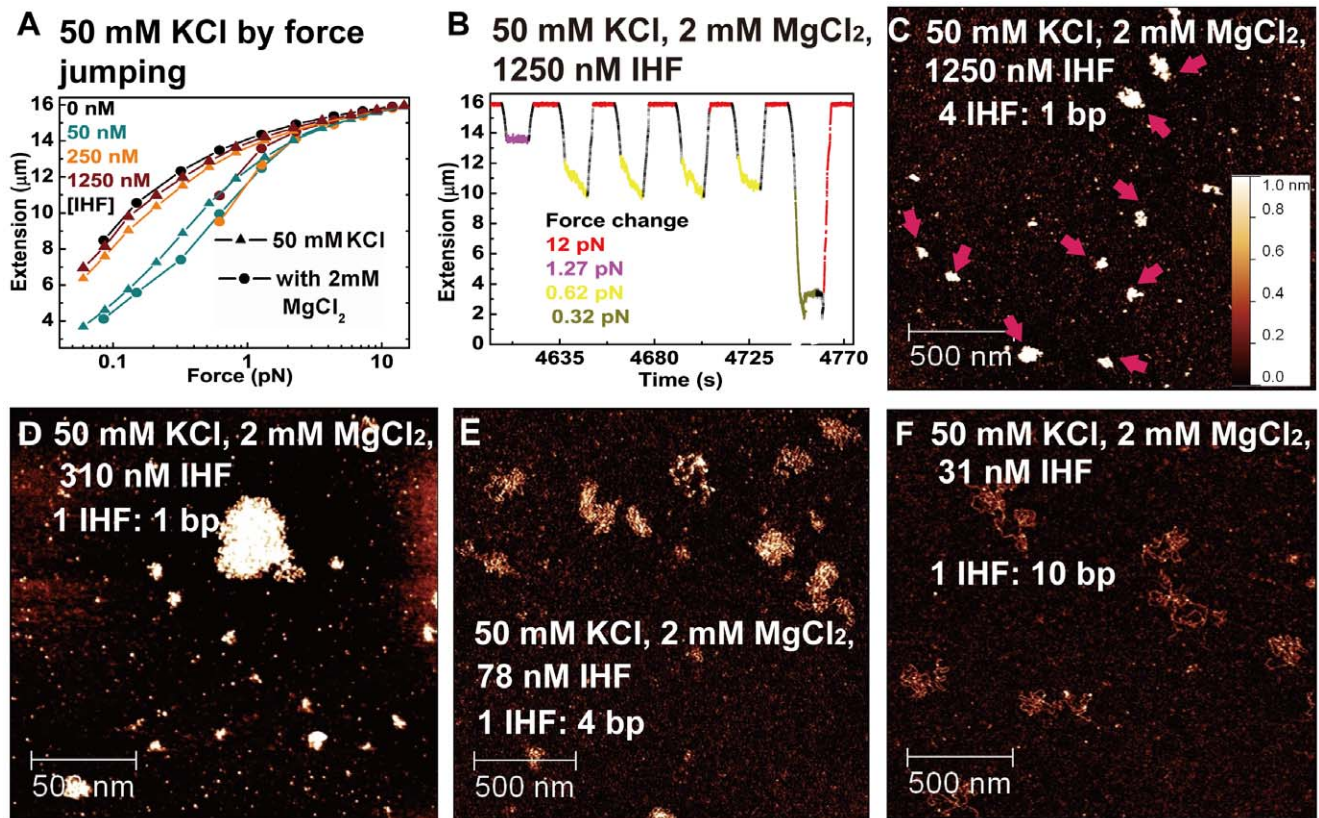 A 50 mM KCl by force
jumping
0 nM
50 nM
250 nM
1250 nM
[IHF]
50 mM KCl
with 2mM
MgCl₂
Extension (μm)
16
14
12
10
8
6
4
0.1
1
10
Force (pN)
B 50 mM KCl, 2 mM MgCl₂,
1250 nM IHF
Extension (μm)
16
14
12
10
8
6
4
2
0
Force change
12 pN
1.27 pN
0.62 pN
0.32 pN
4635
4680
4725
4770
Time (s)
C 50 mM KCl, 2 mM MgCl₂,
1250 nM IHF
4 IHF: 1 bp
1.0 nm
0.8
0.6
0.4
0.2
0.0
500 nm
D 50 mM KCl, 2 mM MgCl₂,
310 nM IHF
1 IHF: 1 bp
500 nm
E
50 mM KCl, 2 mM MgCl₂,
78 nM IHF
1 IHF: 4 bp
500 nm
F 50 mM KCl, 2 mM MgCl₂,
31 nM IHF
1 IHF: 10 bp
500 nm